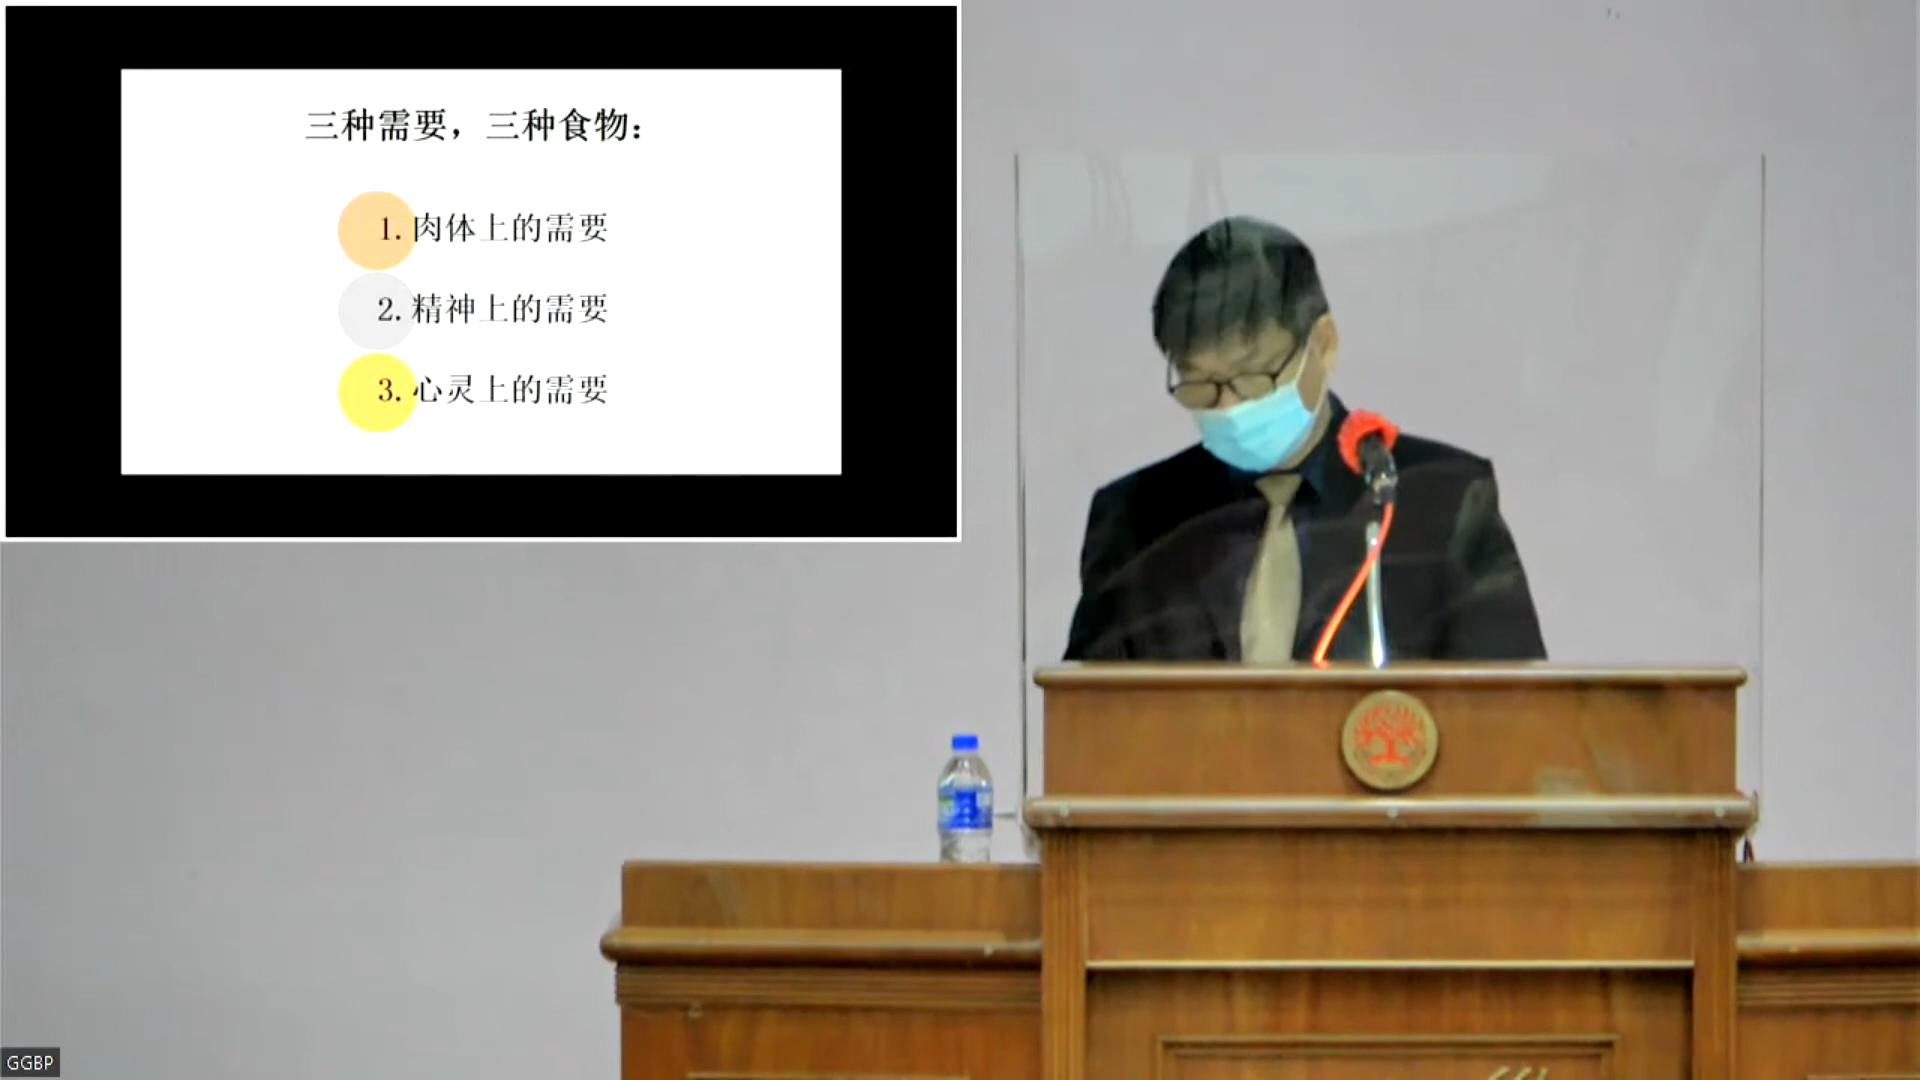 三种需要，三种食物：
1. 肉体上的需要
2. 精神上的需要
3. 心灵上的需要
GGBP